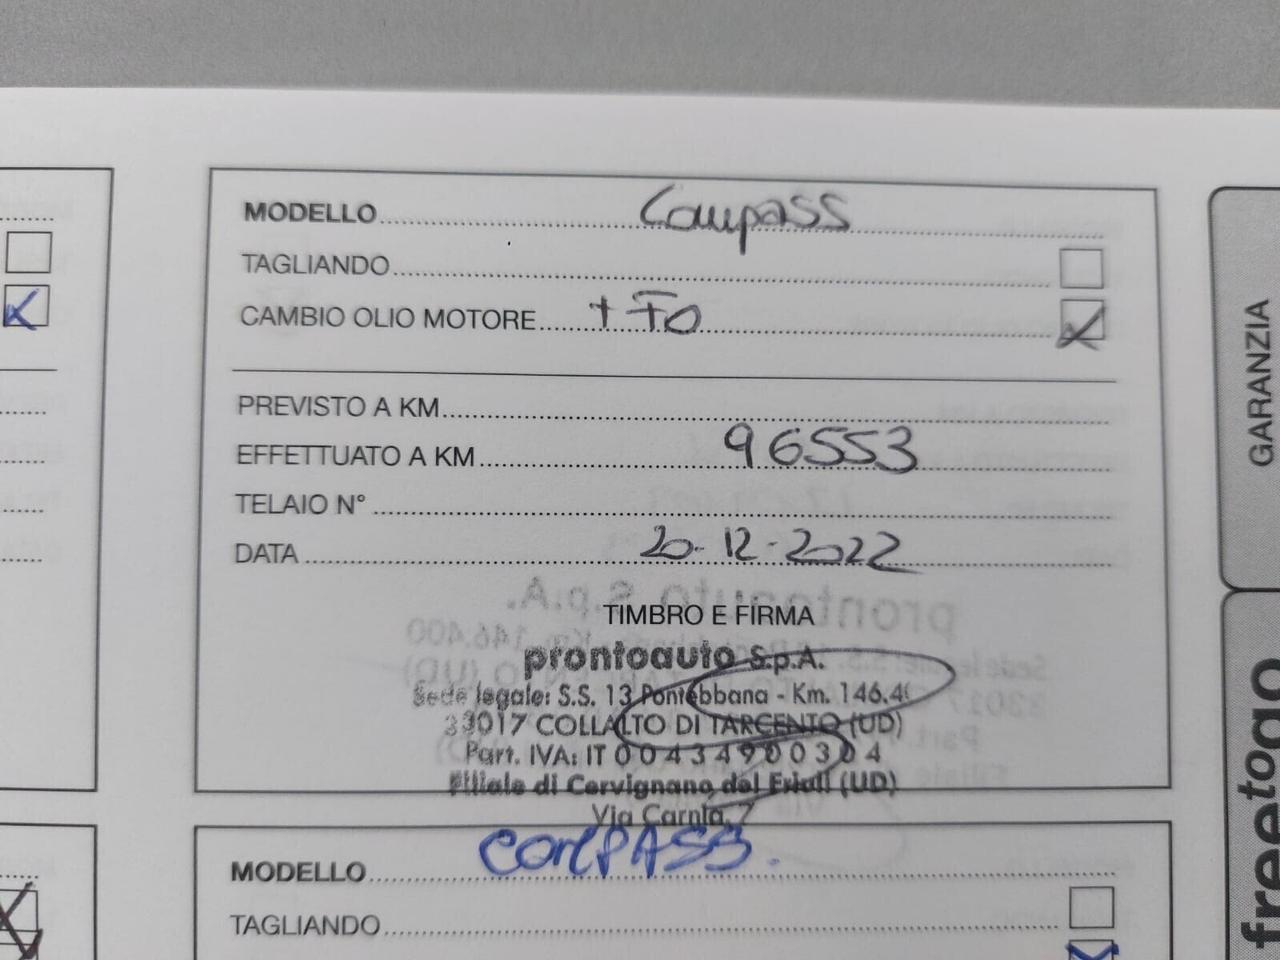 MODELLO Compass
TAGLIANDO
CAMBIO OLIO MOTORE + FO
PREVISTO A KM
EFFETTUATO A KM 96553
TELAIO N°
DATA 20-12-2022
TIMBRO E FIRMA
prontoauto S.p.A.
Sede legale: S.S. 13 Pontebbana - Km. 146.4
33017 COLLALTO DI TARCENTO (UD)
Part. IVA: IT 00434900304
Filiale di Cervignano del Friuli (UD)
Via Carnia, 7
MODELLO COMPASS.
TAGLIANDO
GARANZIA
freetogo